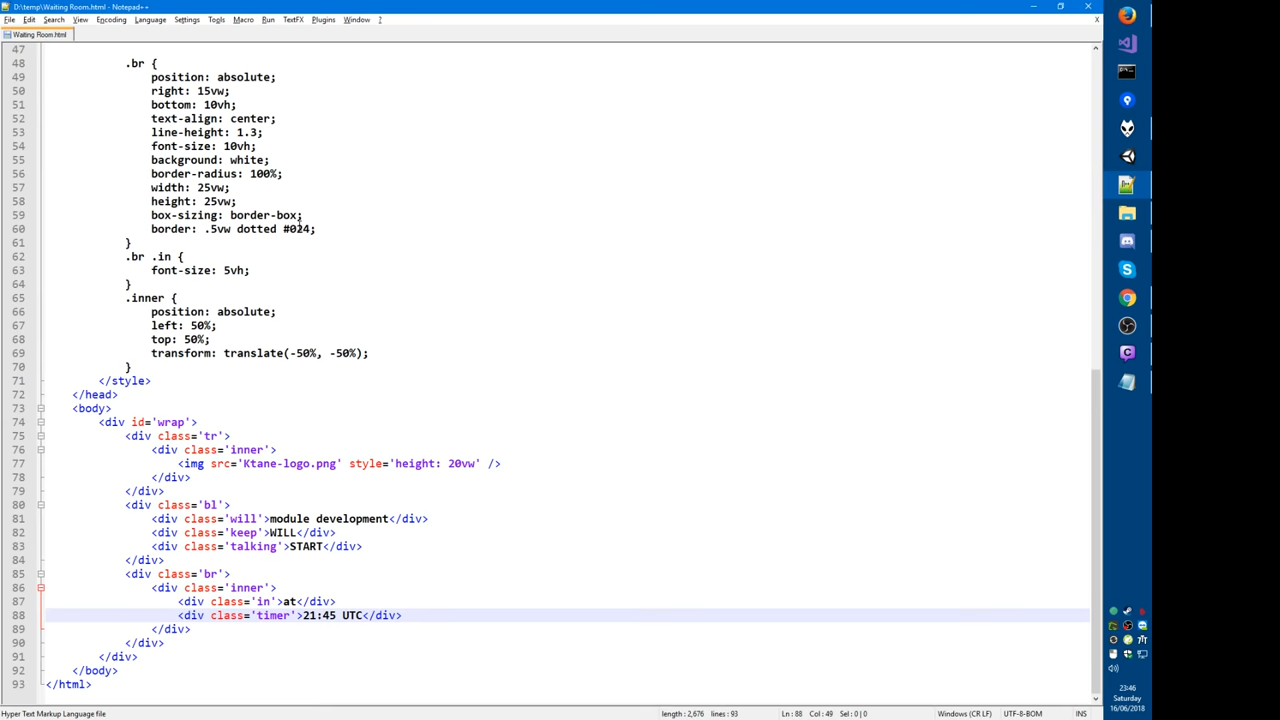 D:\temp\Waiting Room.html - Notepad++
File Edit Search View Encoding Language Settings Tools Macro Run TextFX Plugins Window ? X
Waiting Room.html
47
48 .br {
49 position: absolute;
50 right: 15vw;
51 bottom: 10vh;
52 text-align: center;
53 line-height: 1.3;
54 font-size: 10vh;
55 background: white;
56 border-radius: 100%;
57 width: 25vw;
58 height: 25vw;
59 box-sizing: border-box;
60 border: .5vw dotted #024;
61 }
62 .br .in {
63 font-size: 5vh;
64 }
65 .inner {
66 position: absolute;
67 left: 50%;
68 top: 50%;
69 transform: translate(-50%, -50%);
70 }
71 </style>
72 </head>
73 <body>
74 <div id='wrap'>
75 <div class='tr'>
76 <div class='inner'>
77 <img src='Ktane-logo.png' style='height: 20vw' />
78 </div>
79 </div>
80 <div class='bl'>
81 <div class='will'>module development</div>
82 <div class='keep'>WILL</div>
83 <div class='talking'>START</div>
84 </div>
85 <div class='br'>
86 <div class='inner'>
87 <div class='in'>at</div>
88 <div class='timer'>21:45 UTC</div>
89 </div>
90 </div>
91 </div>
92 </body>
93 </html>
Hyper Text Markup Language file length : 2,676 lines : 93 Ln : 88 Col : 49 Sel : 0 | 0 Windows (CR LF) UTF-8-BOM INS
23:46
Saturday
16/06/2018